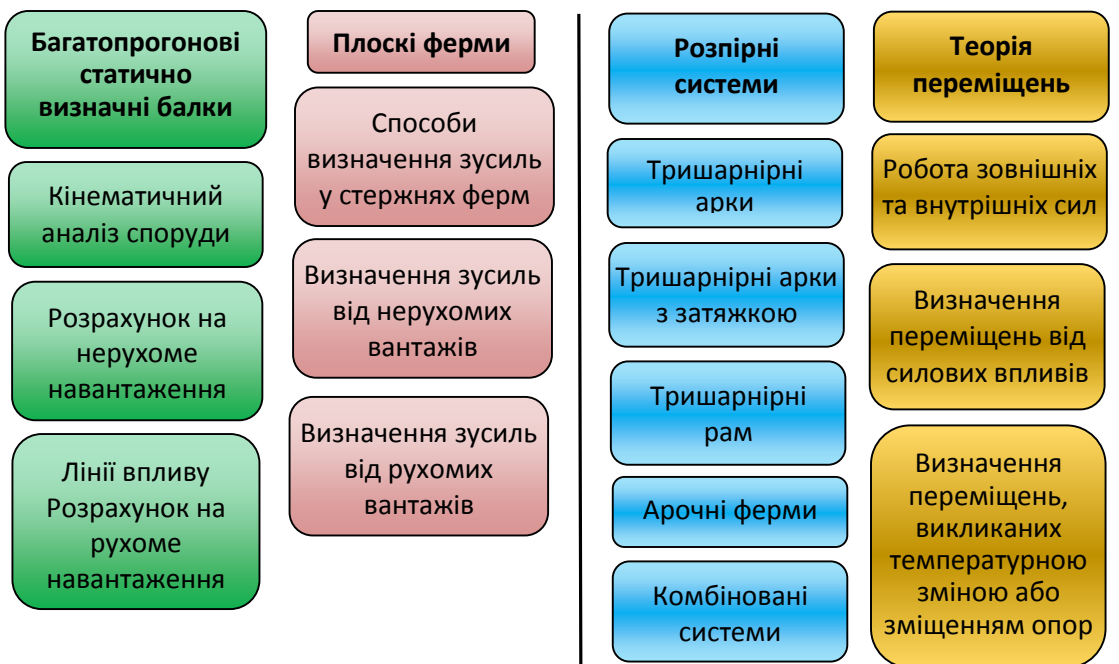 Багатопрогонові
статично
визначні балки
Кінематичний
аналіз споруди
Розрахунок на
нерухоме
навантаження
Лінії впливу
Розрахунок на
рухоме
навантаження
Плоскі ферми
Способи
визначення зусиль
у стержнях ферм
Визначення зусиль
від нерухомих
вантажів
Визначення зусиль
від рухомих
вантажів
Розпірні
системи
Тришарнірні
арки
Тришарнірні арки
з затяжкою
Тришарнірні
рам
Арочні ферми
Комбіновані
системи
Теорія
переміщень
Робота зовнішніх
та внутрішніх сил
Визначення
переміщень від
силових впливів
Визначення
переміщень,
викликаних
температурною
зміною або
зміщенням опор